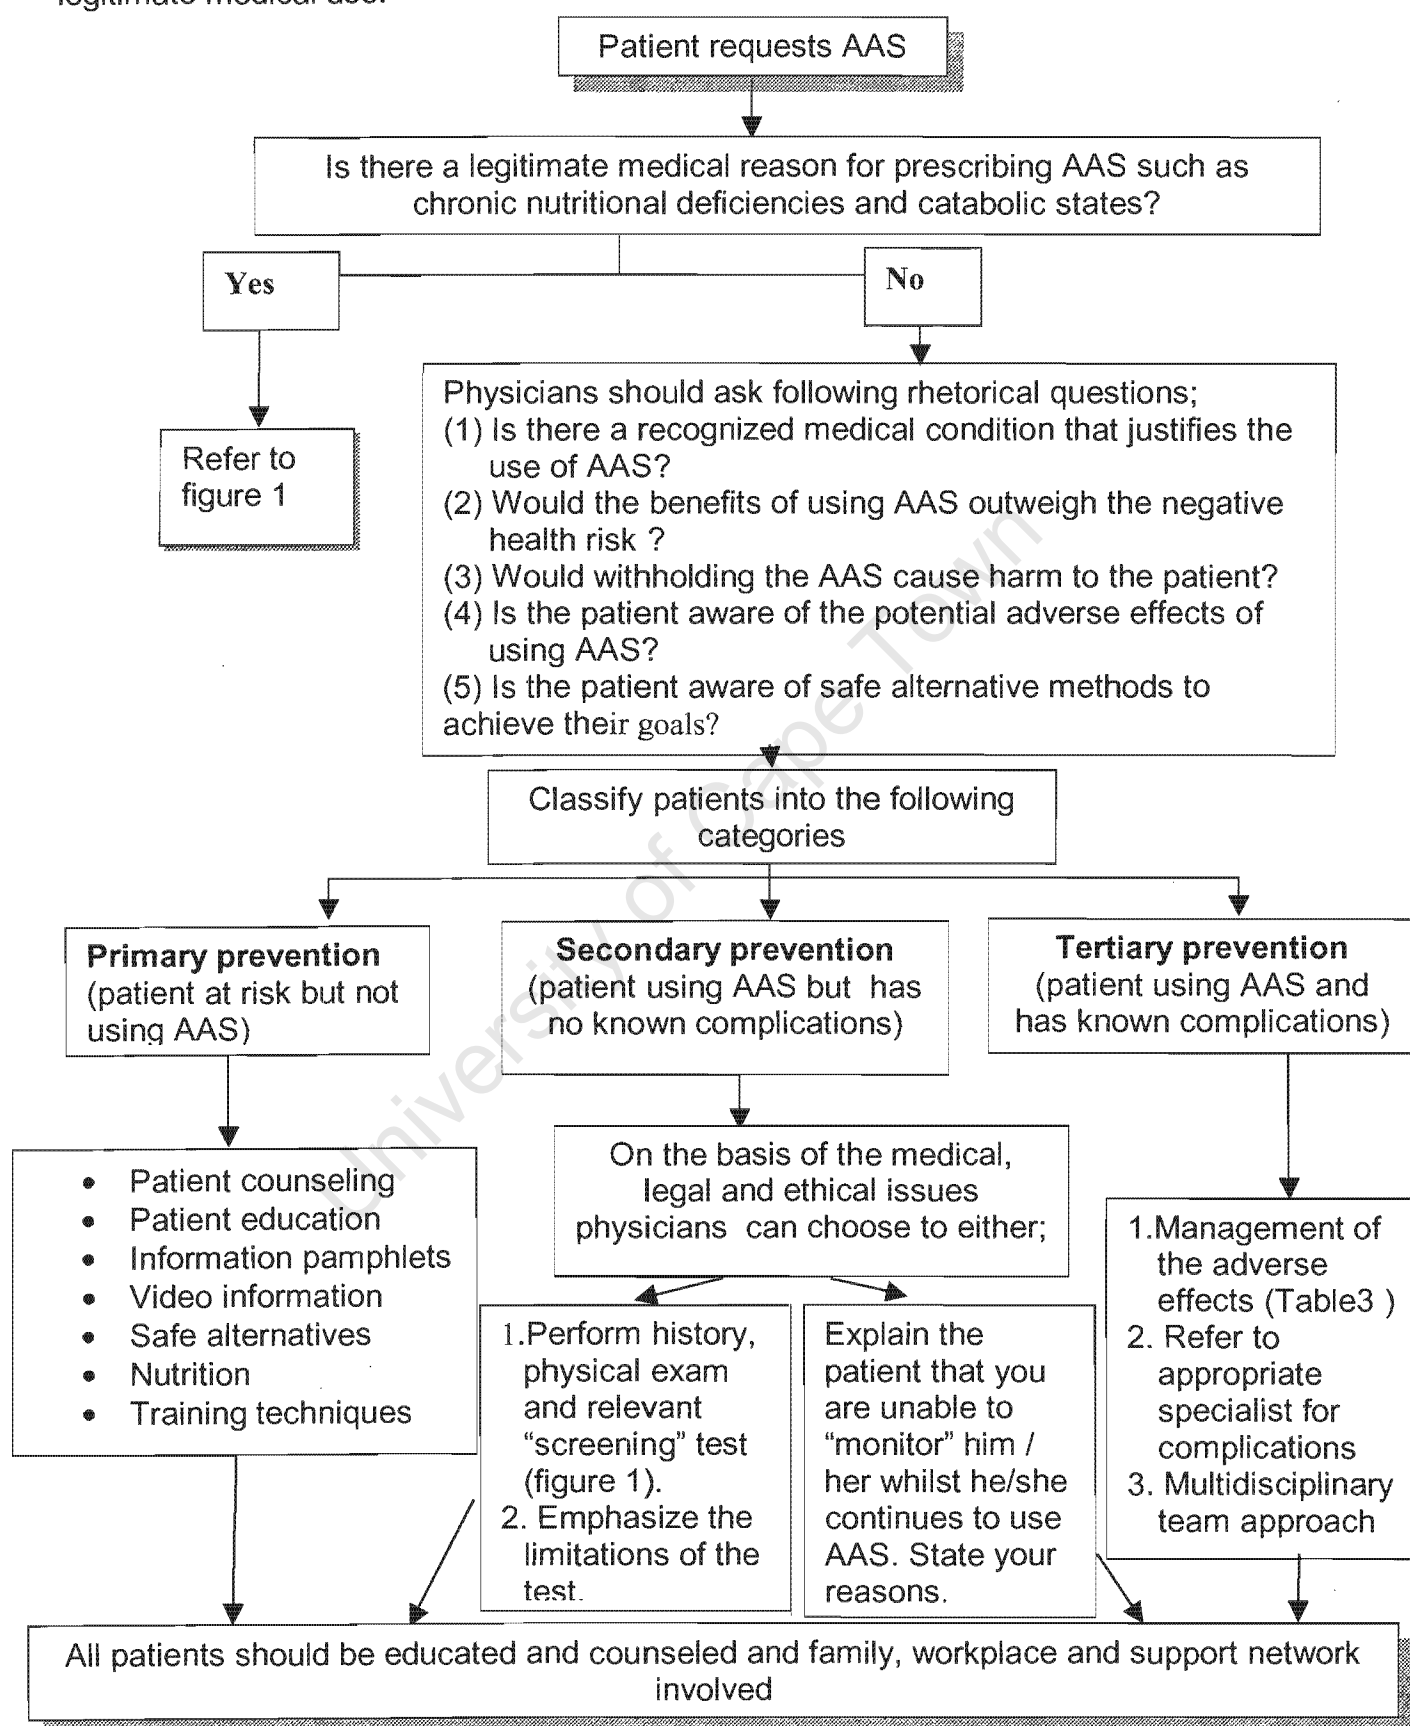 legitimate medical use.
Patient requests AAS
Is there a legitimate medical reason for prescribing AAS such as
chronic nutritional deficiencies and catabolic states?
Yes
No
Refer to
figure 1
Physicians should ask following rhetorical questions;
(1) Is there a recognized medical condition that justifies the
use of AAS?
(2) Would the benefits of using AAS outweigh the negative
health risk ?
(3) Would withholding the AAS cause harm to the patient?
(4) Is the patient aware of the potential adverse effects of
using AAS?
(5) Is the patient aware of safe alternative methods to
achieve their goals?
Classify patients into the following
categories
Primary prevention
(patient at risk but not
using AAS)
Secondary prevention
(patient using AAS but has
no known complications)
Tertiary prevention
(patient using AAS and
has known complications)
• Patient counseling
• Patient education
• Information pamphlets
• Video information
• Safe alternatives
• Nutrition
• Training techniques
On the basis of the medical,
legal and ethical issues
physicians can choose to either;
1.Perform history,
physical exam
and relevant
“screening” test
(figure 1).
2. Emphasize the
limitations of the
test.
Explain the
patient that you
are unable to
“monitor” him /
her whilst he/she
continues to use
AAS. State your
reasons.
1.Management of
the adverse
effects (Table3 )
2. Refer to
appropriate
specialist for
complications
3. Multidisciplinary
team approach
All patients should be educated and counseled and family, workplace and support network
involved
University of Cape Town